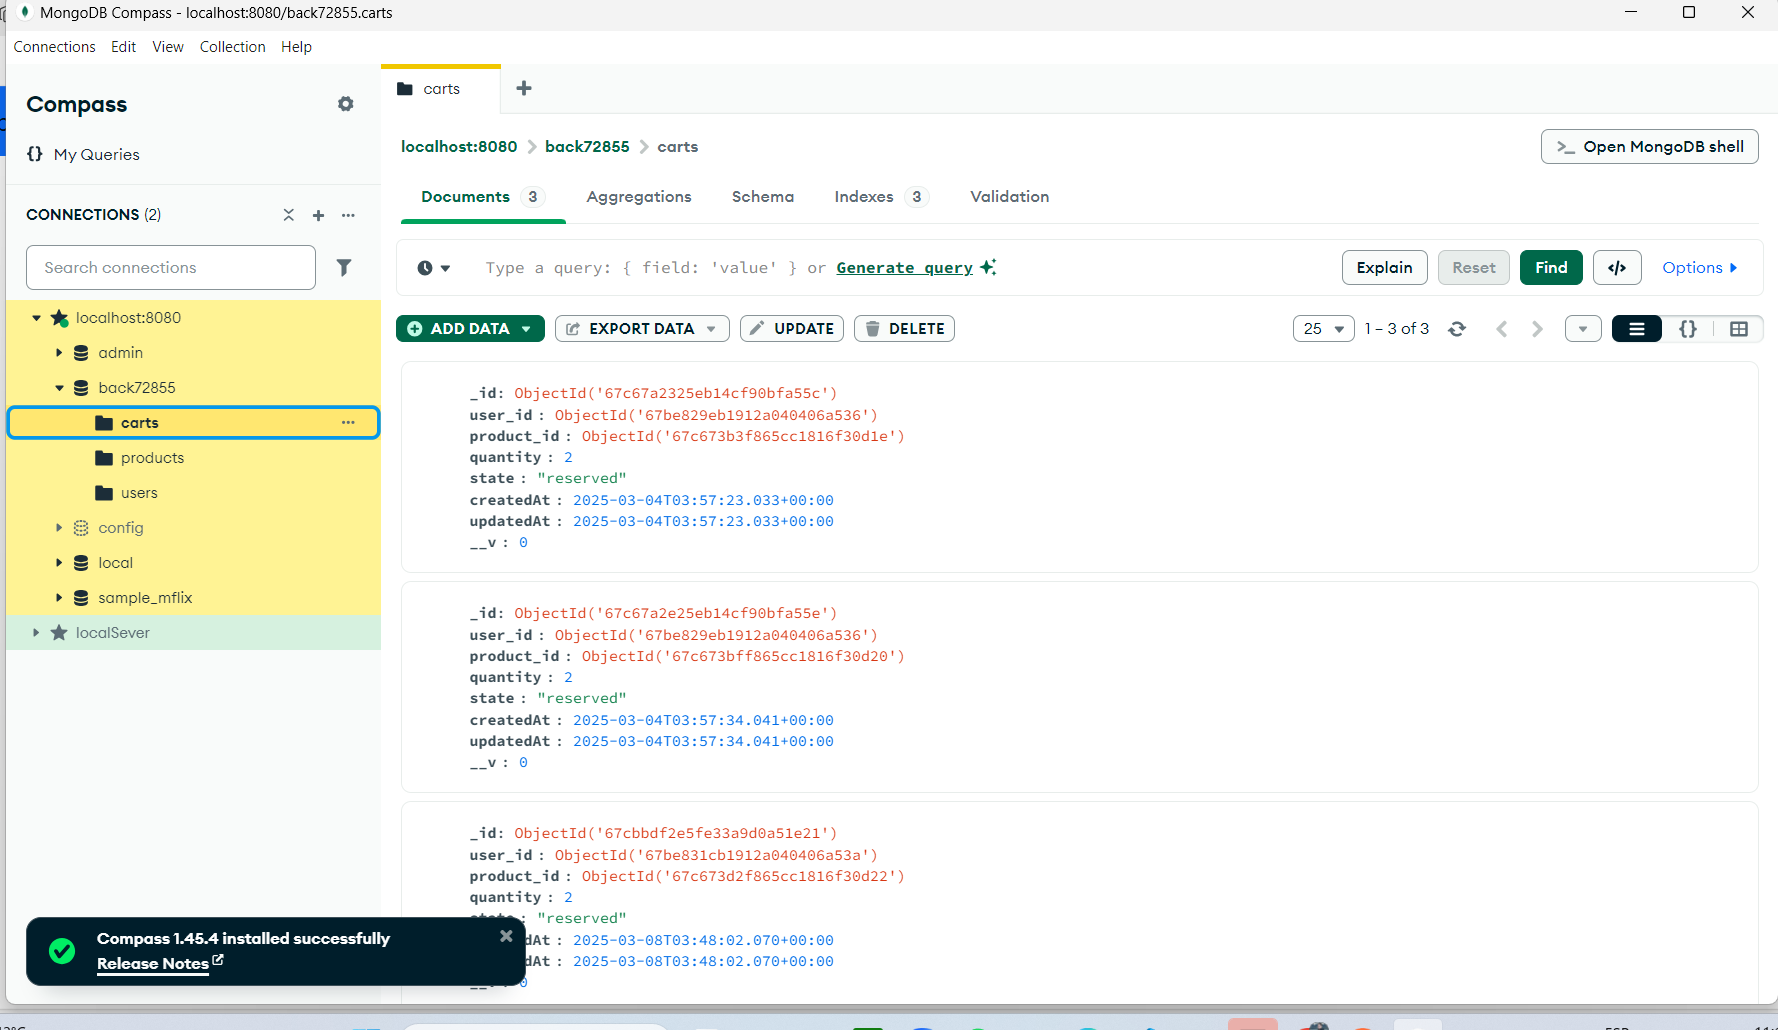 MongoDB Compass - localhost:8080/back72855.carts
Connections Edit View Collection Help
Compass
{} My Queries
CONNECTIONS (2)
Search connections
localhost:8080
admin
back72855
carts
products
users
config
local
sample_mflix
localSever
carts
localhost:8080 > back72855 > carts
>_ Open MongoDB shell
Documents 3 Aggregations Schema Indexes 3 Validation
Type a query: { field: 'value' } or Generate query
Explain Reset Find </> Options
ADD DATA EXPORT DATA UPDATE DELETE
25 1 – 3 of 3 {}
_id: ObjectId('67c67a2325eb14cf90bfa55c')
user_id : ObjectId('67be829eb1912a040406a536')
product_id : ObjectId('67c673b3f865cc1816f30d1e')
quantity : 2
state : "reserved"
createdAt : 2025-03-04T03:57:23.033+00:00
updatedAt : 2025-03-04T03:57:23.033+00:00
__v : 0
_id: ObjectId('67c67a2e25eb14cf90bfa55e')
user_id : ObjectId('67be829eb1912a040406a536')
product_id : ObjectId('67c673bff865cc1816f30d20')
quantity : 2
state : "reserved"
createdAt : 2025-03-04T03:57:34.041+00:00
updatedAt : 2025-03-04T03:57:34.041+00:00
__v : 0
_id: ObjectId('67cbbdf2e5fe33a9d0a51e21')
user_id : ObjectId('67be831cb1912a040406a53a')
product_id : ObjectId('67c673d2f865cc1816f30d22')
quantity : 2
state : "reserved"
dAt : 2025-03-08T03:48:02.070+00:00
dAt : 2025-03-08T03:48:02.070+00:00
0
Compass 1.45.4 installed successfully
Release Notes